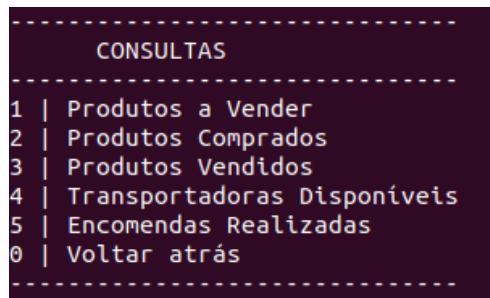 --------------------------------
CONSULTAS
--------------------------------
1 | Produtos a Vender
2 | Produtos Comprados
3 | Produtos Vendidos
4 | Transportadoras Disponíveis
5 | Encomendas Realizadas
0 | Voltar atrás
--------------------------------